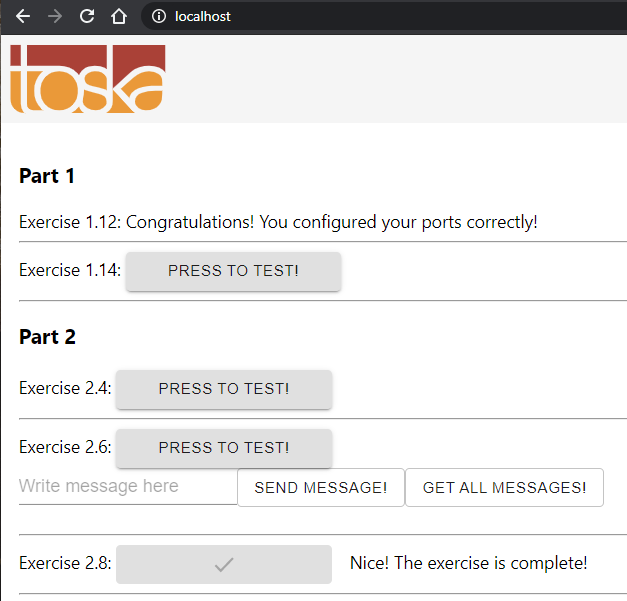 localhost
toska
Part 1
Exercise 1.12: Congratulations! You configured your ports correctly!
Exercise 1.14: PRESS TO TEST!
Part 2
Exercise 2.4: PRESS TO TEST!
Exercise 2.6: PRESS TO TEST!
Write message here SEND MESSAGE! GET ALL MESSAGES!
Exercise 2.8: Nice! The exercise is complete!